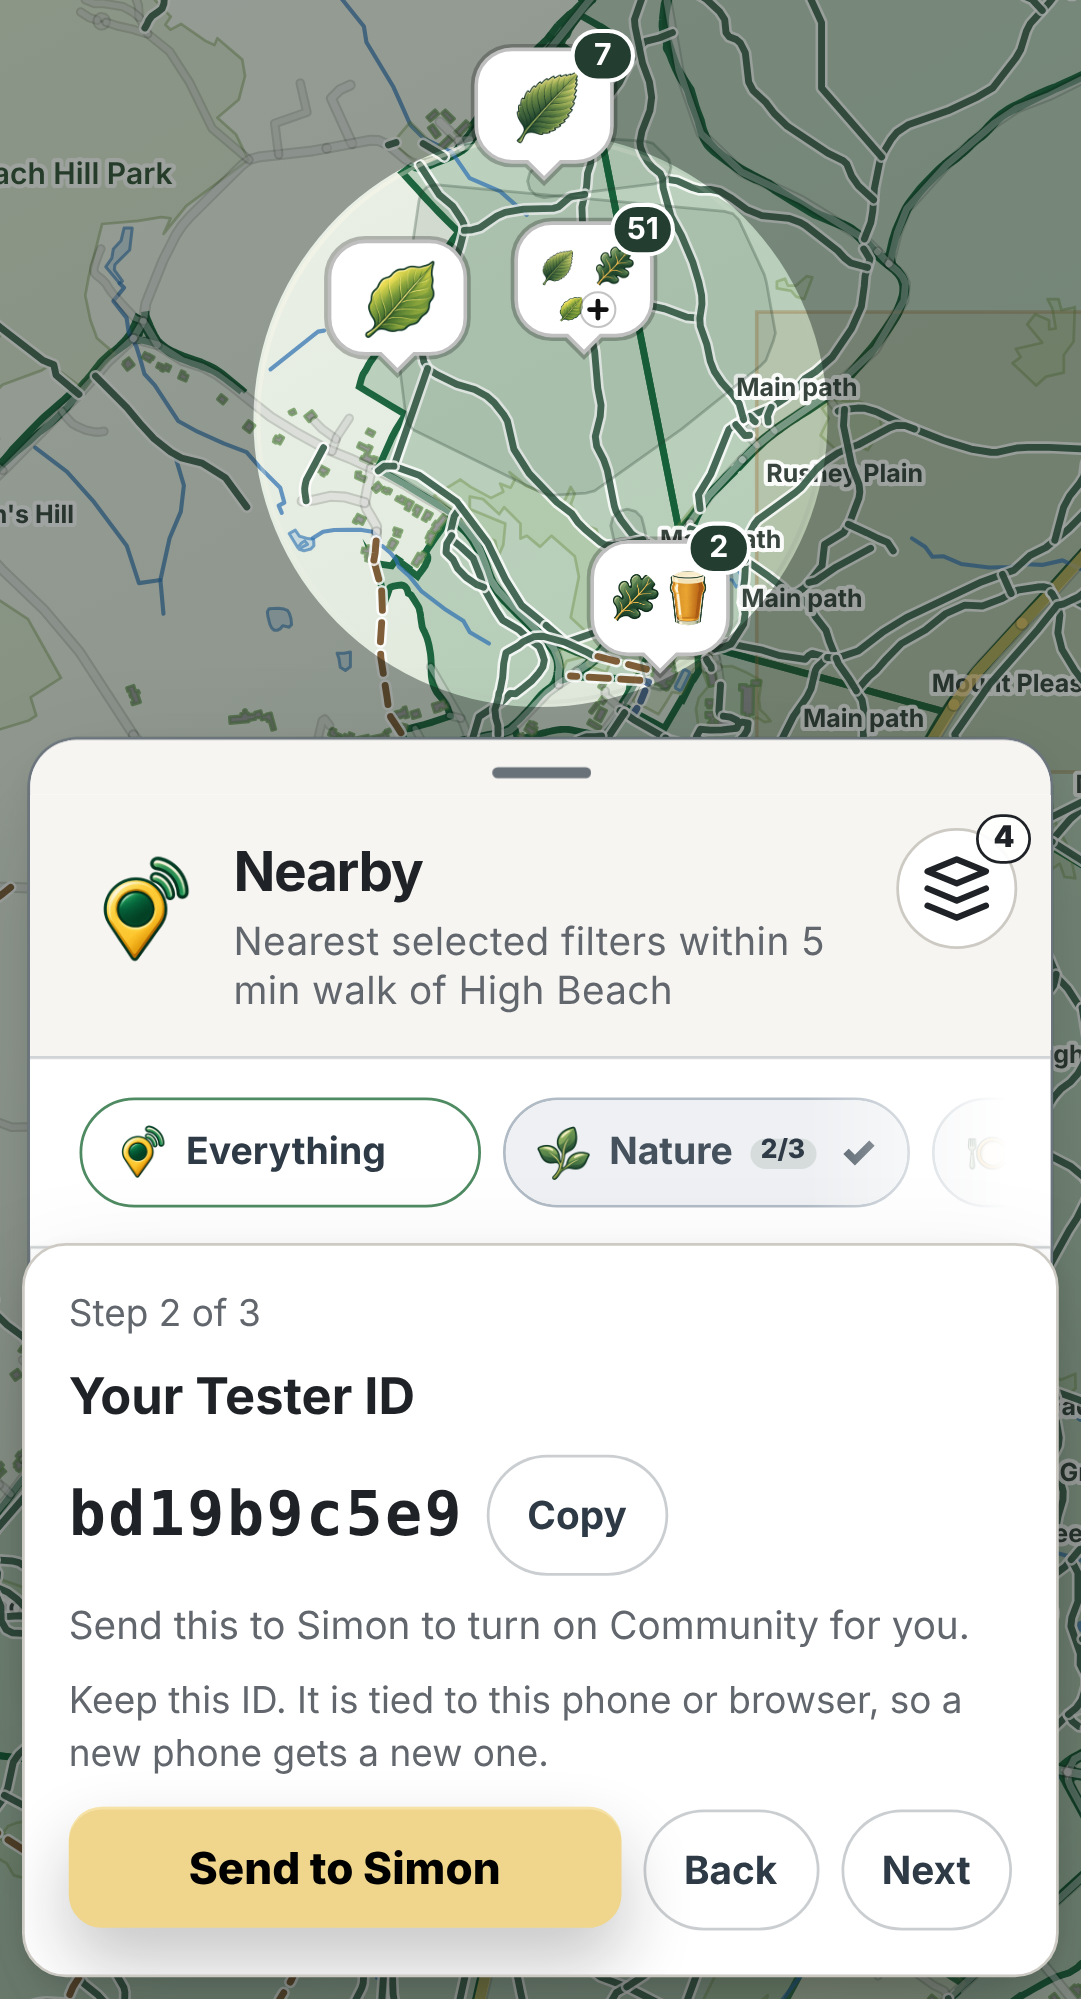 7
ach Hill Park
51
Main path
Rushey Plain
n's Hill
2
Main path
Mount Pleas
Main path
4
Nearby
Nearest selected filters within 5
min walk of High Beach
Everything
Nature 2/3
Step 2 of 3
Your Tester ID
bd19b9c5e9
Copy
Send this to Simon to turn on Community for you.
Keep this ID. It is tied to this phone or browser, so a
new phone gets a new one.
Send to Simon
Back
Next